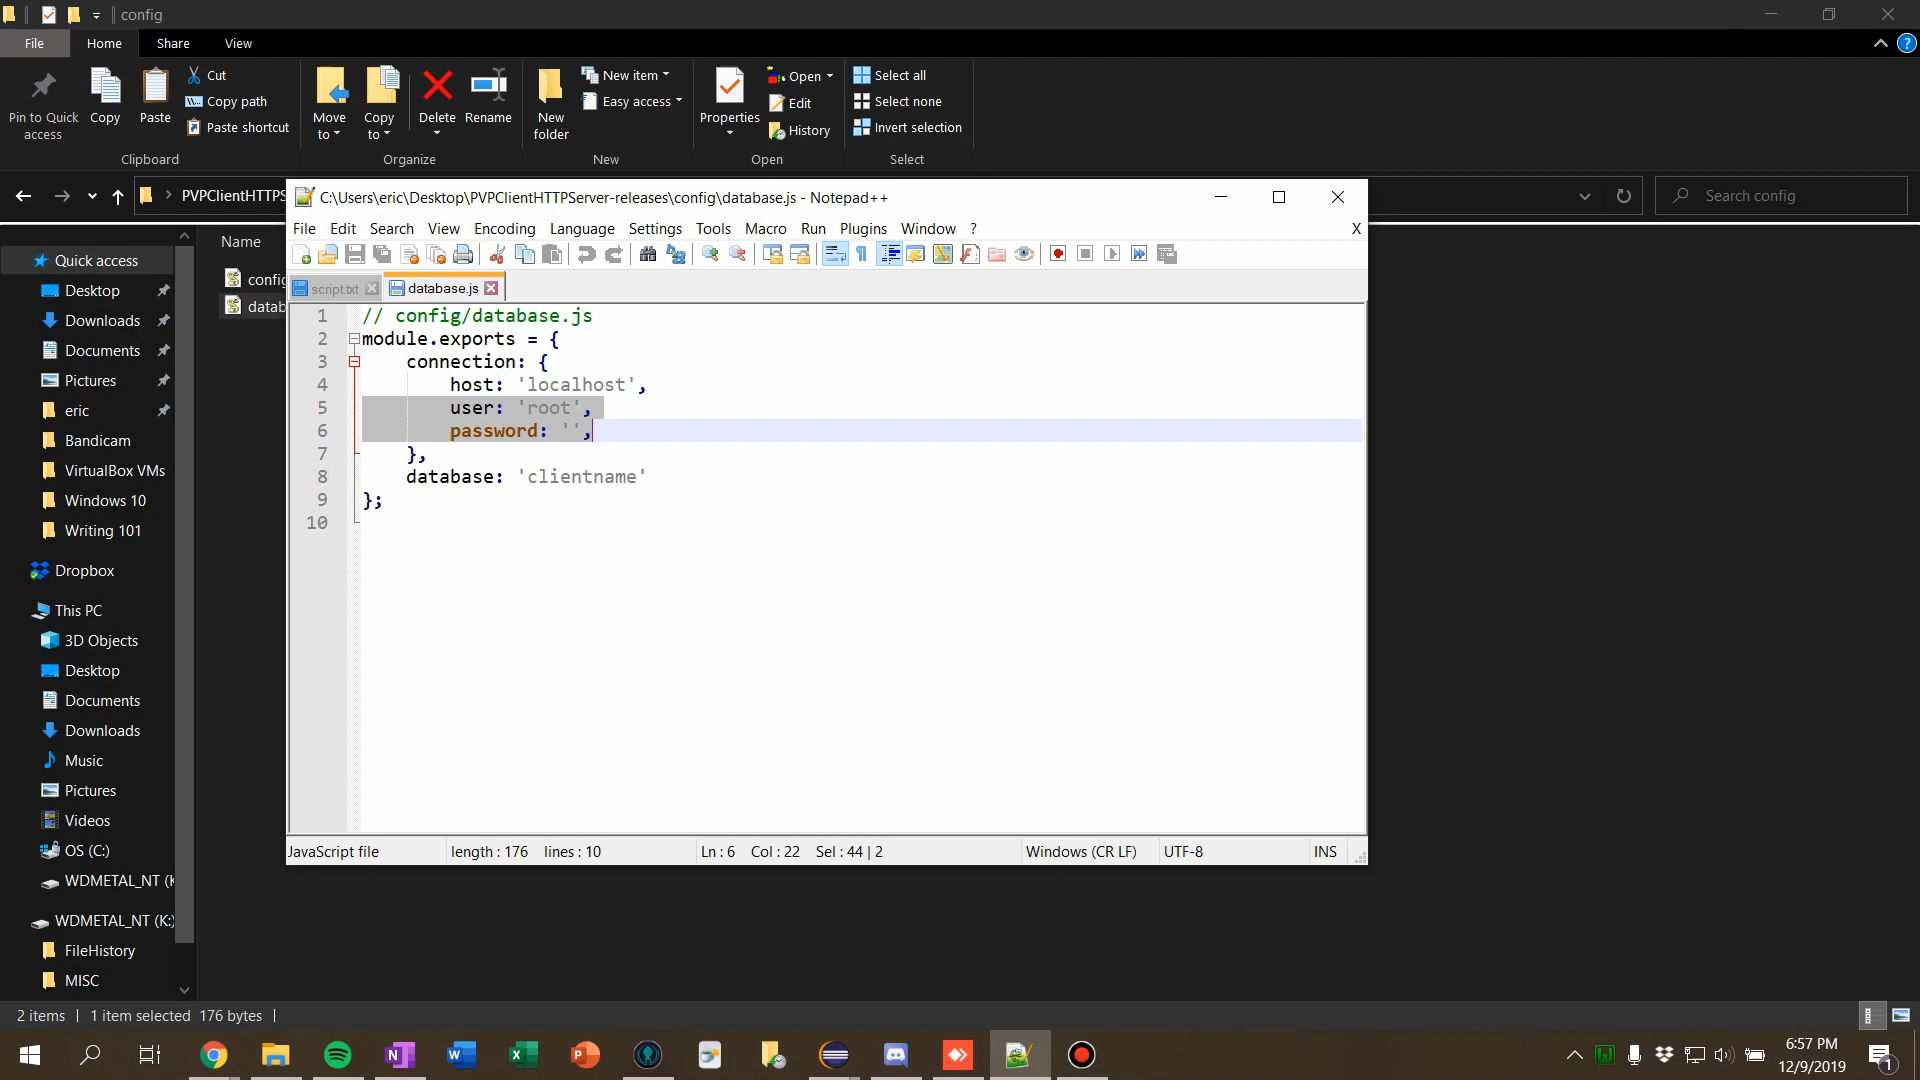 config
File
Home
Share
View
Pin to Quick access
Copy
Paste
Cut
Copy path
Paste shortcut
Clipboard
Move to
Copy to
Delete
Rename
Organize
New folder
New item
Easy access
New
Properties
Open
Edit
History
Open
Select all
Select none
Invert selection
Select
PVPClientHTTPS
Search config
C:\Users\eric\Desktop\PVPClientHTTPServer-releases\config\database.js - Notepad++
File Edit Search View Encoding Language Settings Tools Macro Run Plugins Window ? X
script.txt
database.js
1 // config/database.js
2 module.exports = {
3 connection: {
4 host: 'localhost',
5 user: 'root',
6 password: '',
7 },
8 database: 'clientname'
9 };
10
JavaScript file
length : 176 lines : 10
Ln : 6 Col : 22 Sel : 44 | 2
Windows (CR LF)
UTF-8
INS
Name
config
datab
Quick access
Desktop
Downloads
Documents
Pictures
eric
Bandicam
VirtualBox VMs
Windows 10
Writing 101
Dropbox
This PC
3D Objects
Desktop
Documents
Downloads
Music
Pictures
Videos
OS (C:)
WDMETAL_NT (K
WDMETAL_NT (K:)
FileHistory
MISC
2 items
1 item selected 176 bytes
6:57 PM
12/9/2019
1